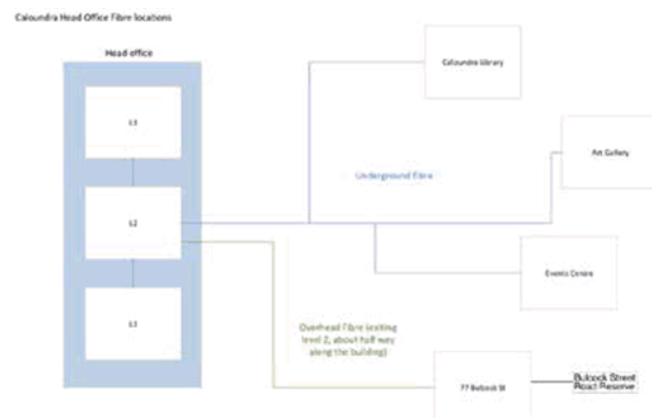 Caloundra Head Office Fibre locations
Head office
L3
Caloundra Library
Art Gallery
Underground fibre
L2
Events Centre
Overhead Fibre (exiting
level 2, about half way
along the building)
L1
77 Bulcock St
Bulcock Street
Road Reserve